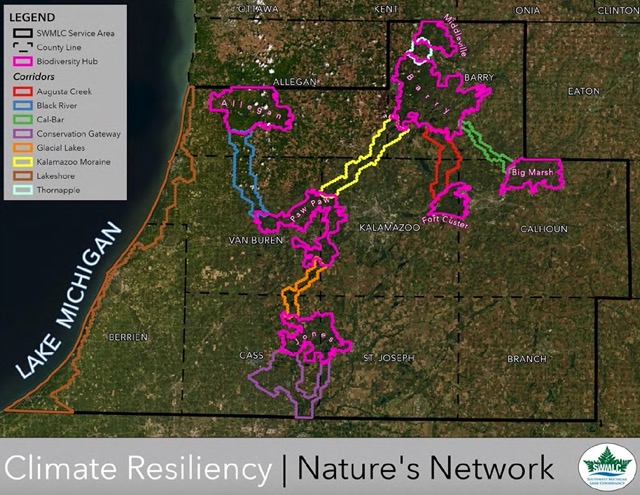 OTTAWA
KENT
IONIA
CLINTON
LEGEND
SWMLC Service Area
County Line
Biodiversity Hub
Corridors
Augusta Creek
Black River
Cal-Bar
Conservation Gateway
Glacial Lakes
Kalamazoo Moraine
Lakeshore
Thornapple
Middleville
ALLEGAN
BARRY
EATON
Allegan
Barry
Big Marsh
Paw Paw
Fort Custer
VAN BUREN
KALAMAZOO
CALHOUN
LAKE MICHIGAN
BERRIEN
Jones
CASS
ST. JOSEPH
BRANCH
Climate Resiliency | Nature's Network
SWMLC
SOUTHWEST MICHIGAN
LAND CONSERVANCY